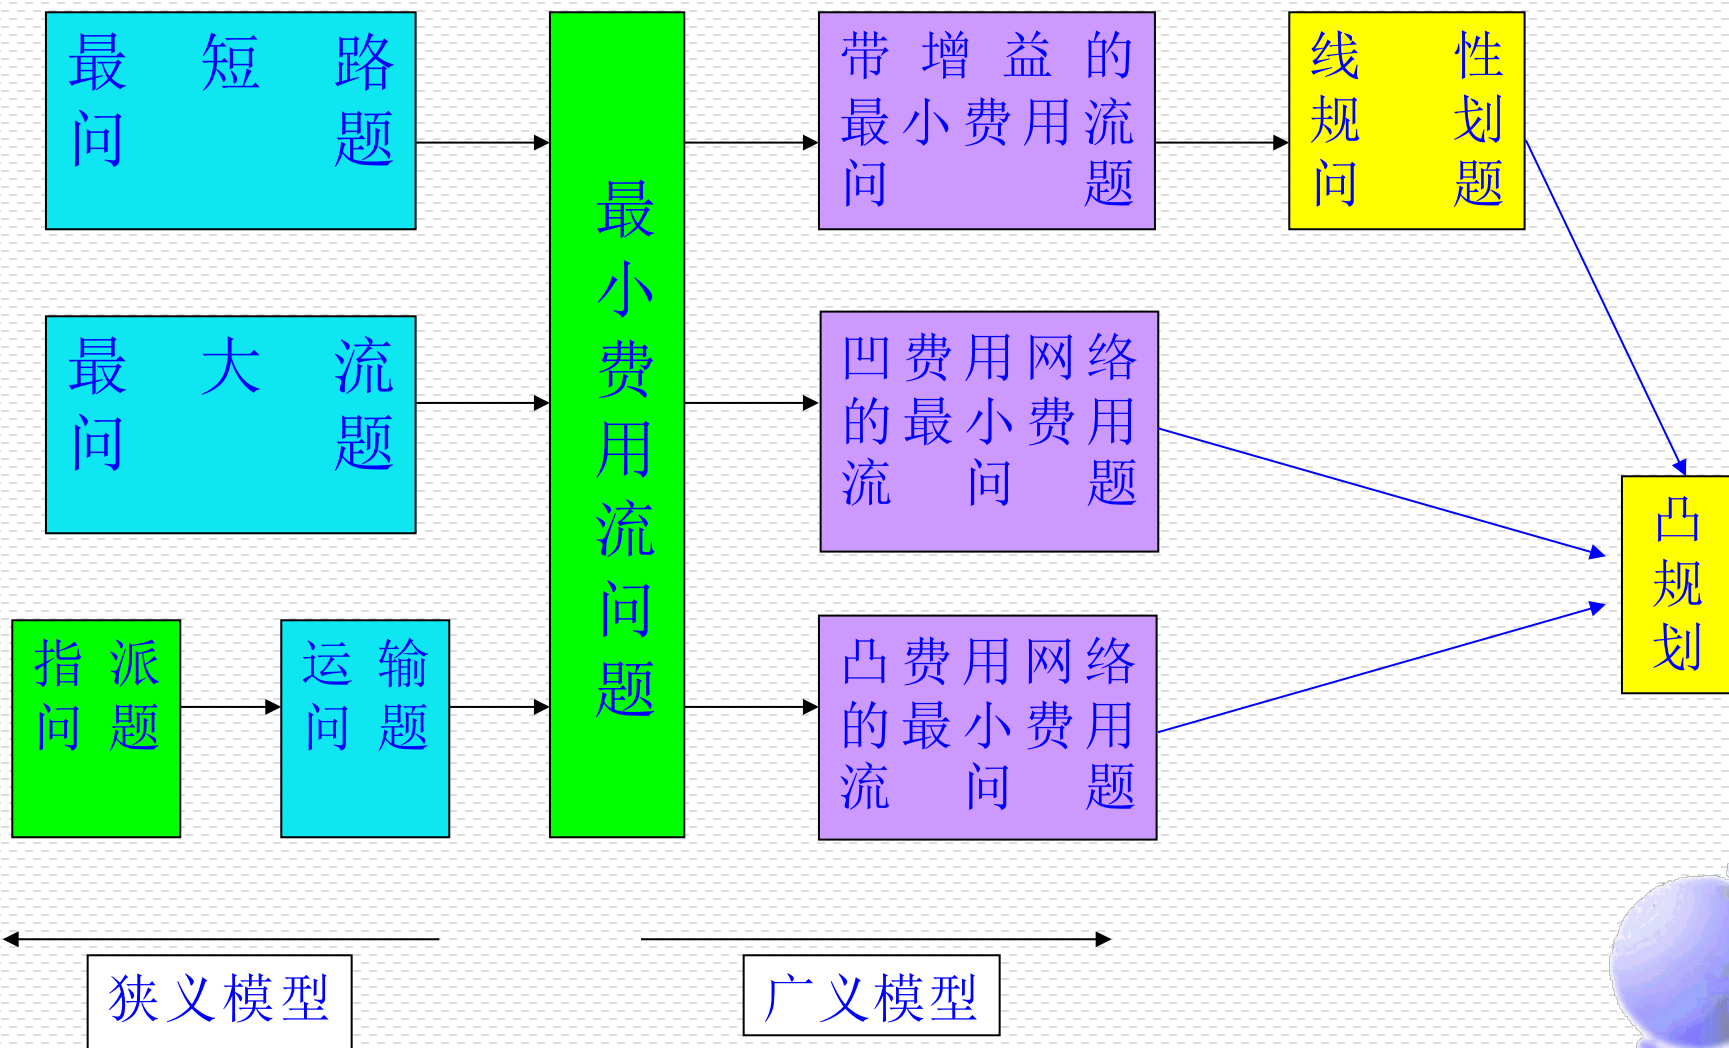 最短路
问题
最大流
问题
指派
问题
运输
问题
最
小
费
用
流
问
题
带增益的
最小费用流
问题
凹费用网络
的最小费用
流问题
凸费用网络
的最小费用
流问题
线性
规划
问题
凸
规
划
狭义模型
广义模型